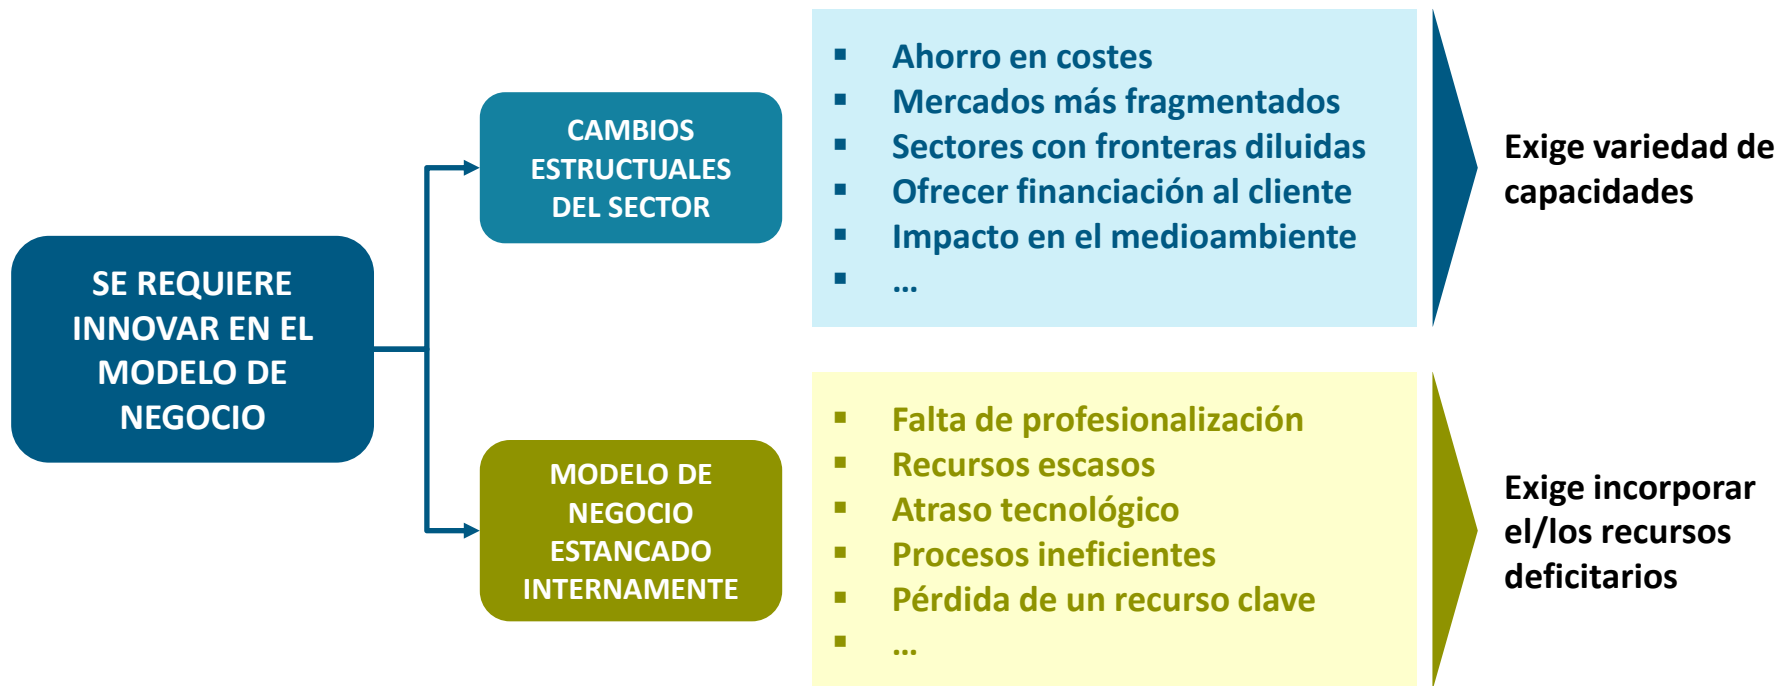 SE REQUIERE
INNOVAR EN EL
MODELO DE
NEGOCIO
CAMBIOS
ESTRUCTUALES
DEL SECTOR
▪ Ahorro en costes
▪ Mercados más fragmentados
▪ Sectores con fronteras diluidas
▪ Ofrecer financiación al cliente
▪ Impacto en el medioambiente
▪ ...
Exige variedad de
capacidades
MODELO DE
NEGOCIO
ESTANCADO
INTERNAMENTE
▪ Falta de profesionalización
▪ Recursos escasos
▪ Atraso tecnológico
▪ Procesos ineficientes
▪ Pérdida de un recurso clave
▪ ...
Exige incorporar
el/los recursos
deficitarios